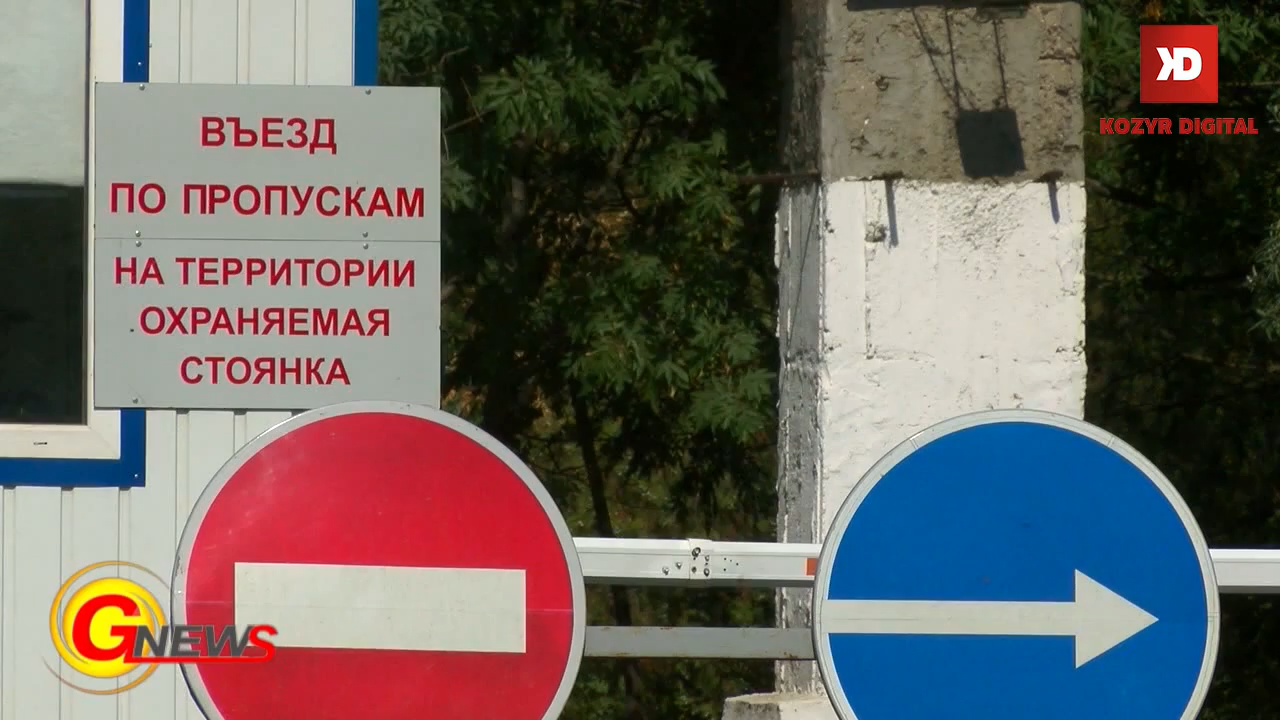 ВЪЕЗД
ПО ПРОПУСКАМ
НА ТЕРРИТОРИИ
ОХРАНЯЕМАЯ
СТОЯНКА
KD
KOZYR DIGITAL
GNEWS